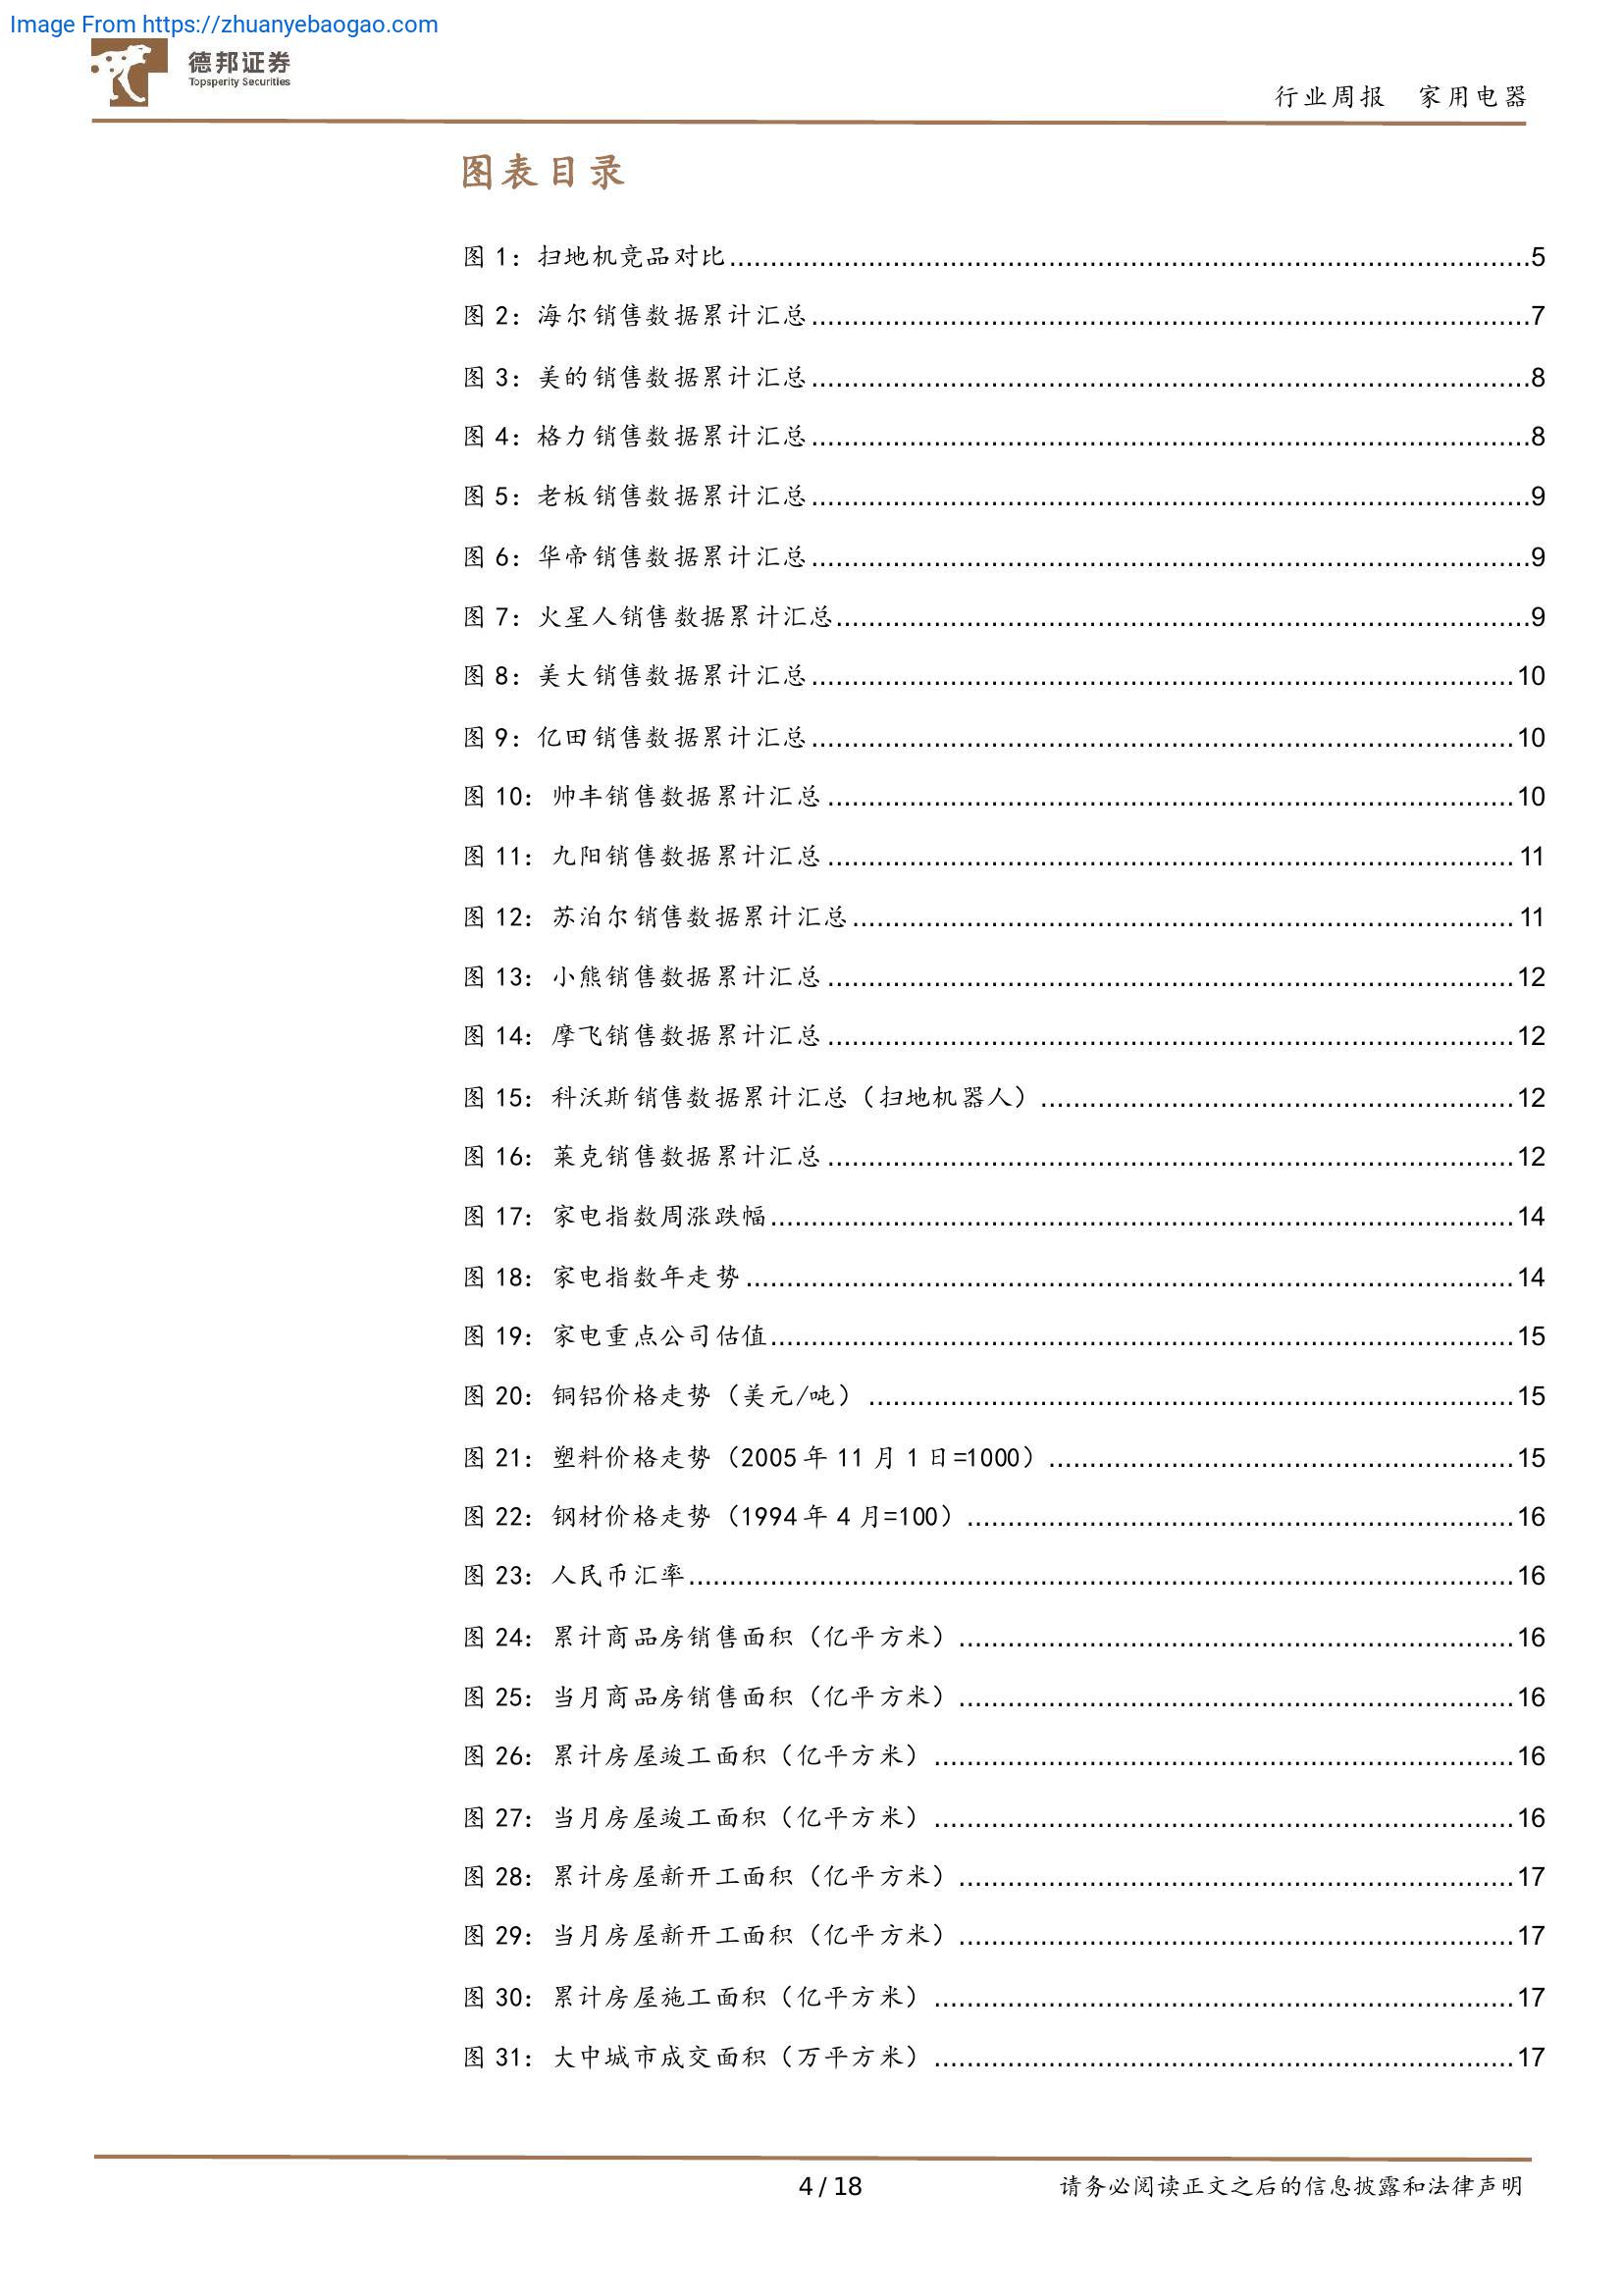 Image From https://zhuanyebaogao.com
德邦证券
Topsperity Securities
行业周报 家用电器
图表目录
图 1：扫地机竞品对比........................................5
图 2：海尔销售数据累计汇总........................................7
图 3：美的销售数据累计汇总........................................8
图 4：格力销售数据累计汇总........................................8
图 5：老板销售数据累计汇总........................................9
图 6：华帝销售数据累计汇总........................................9
图 7：火星人销售数据累计汇总........................................9
图 8：美大销售数据累计汇总........................................10
图 9：亿田销售数据累计汇总........................................10
图 10：帅丰销售数据累计汇总........................................10
图 11：九阳销售数据累计汇总........................................11
图 12：苏泊尔销售数据累计汇总........................................11
图 13：小熊销售数据累计汇总........................................12
图 14：摩飞销售数据累计汇总........................................12
图 15：科沃斯销售数据累计汇总（扫地机器人）........................................12
图 16：莱克销售数据累计汇总........................................12
图 17：家电指数周涨跌幅........................................14
图 18：家电指数年走势........................................14
图 19：家电重点公司估值........................................15
图 20：铜铝价格走势（美元/吨）........................................15
图 21：塑料价格走势（2005 年 11 月 1 日=1000）........................................15
图 22：钢材价格走势（1994 年 4 月=100）........................................16
图 23：人民币汇率........................................16
图 24：累计商品房销售面积（亿平方米）........................................16
图 25：当月商品房销售面积（亿平方米）........................................16
图 26：累计房屋竣工面积（亿平方米）........................................16
图 27：当月房屋竣工面积（亿平方米）........................................16
图 28：累计房屋新开工面积（亿平方米）........................................17
图 29：当月房屋新开工面积（亿平方米）........................................17
图 30：累计房屋施工面积（亿平方米）........................................17
图 31：大中城市成交面积（万平方米）........................................17
4 / 18 请务必阅读正文之后的信息披露和法律声明